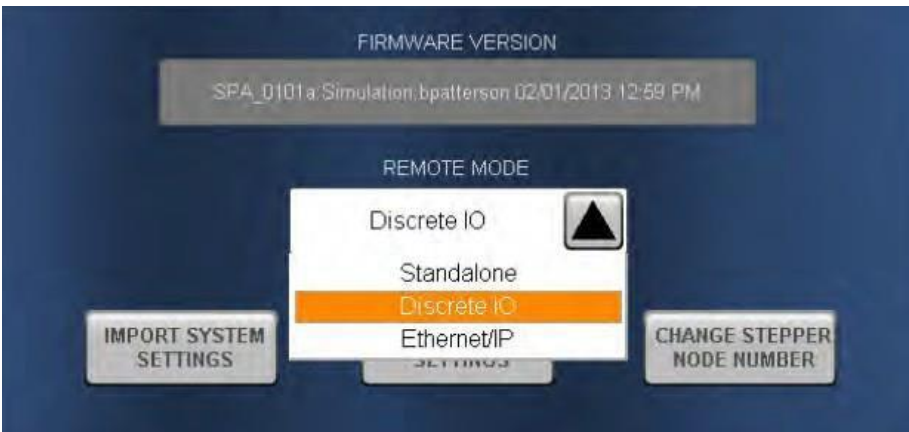 FIRMWARE VERSION
SPA_0101a:Simulation:bpatterson 02/01/2013 12:59 PM
REMOTE MODE
Discrete IO
Standalone
Discrete IO
Ethernet/IP
IMPORT SYSTEM
SETTINGS
SETTINGS
CHANGE STEPPER
NODE NUMBER